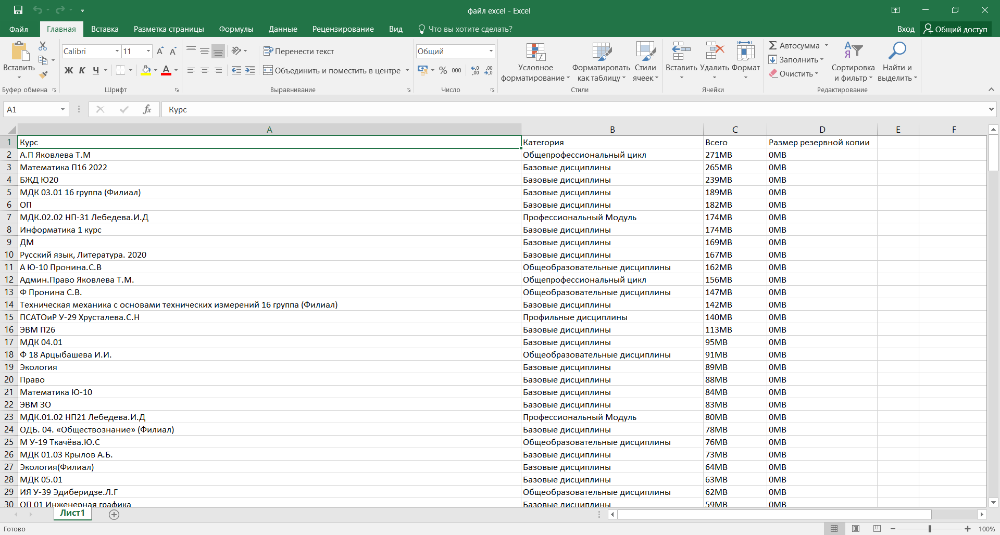 файл excel - Excel
Файл Главная Вставка Разметка страницы Формулы Данные Рецензирование Вид Что вы хотите сделать? Вход Общий доступ
Вставить
Буфер обмена
Calibri 11
Ж К Ч А
Шрифт
Перенести текст
Объединить и поместить в центре
Выравнивание
Общий
% 000
Число
Условное форматирование
Форматировать как таблицу
Стили ячеек
Стили
Вставить Удалить Формат
Ячейки
Автосумма
Заполнить
Очистить
Сортировка и фильтр
Найти и выделить
Редактирование
A1 fx Курс
A B C D E F
1 Курс Категория Всего Размер резервной копии
2 А.П Яковлева Т.М Общепрофессиональный цикл 271MB 0MB
3 Математика П16 2022 Базовые дисциплины 265MB 0MB
4 БЖД Ю20 Базовые дисциплины 239MB 0MB
5 МДК 03.01 16 группа (Филиал) Базовые дисциплины 189MB 0MB
6 ОП Базовые дисциплины 182MB 0MB
7 МДК.02.02 НП-31 Лебедева.И.Д Профессиональный Модуль 174MB 0MB
8 Информатика 1 курс Базовые дисциплины 174MB 0MB
9 ДМ Базовые дисциплины 169MB 0MB
10 Русский язык, Литература. 2020 Базовые дисциплины 167MB 0MB
11 А Ю-10 Пронина.С.В Общеобразовательные дисциплины 162MB 0MB
12 Админ.Право Яковлева Т.М. Общепрофессиональный цикл 156MB 0MB
13 Ф Пронина С.В. Общеобразовательные дисциплины 147MB 0MB
14 Техническая механика с основами технических измерений 16 группа (Филиал) Базовые дисциплины 142MB 0MB
15 ПСАТОиР У-29 Хрусталева.С.Н Профильные дисциплины 140MB 0MB
16 ЭВМ П26 Базовые дисциплины 113MB 0MB
17 МДК 04.01 Базовые дисциплины 95MB 0MB
18 Ф 18 Арцыбашева И.И. Общеобразовательные дисциплины 91MB 0MB
19 Экология Базовые дисциплины 89MB 0MB
20 Право Базовые дисциплины 88MB 0MB
21 Математика Ю-10 Базовые дисциплины 84MB 0MB
22 ЭВМ ЗО Базовые дисциплины 83MB 0MB
23 МДК.01.02 НП21 Лебедева.И.Д Профессиональный Модуль 80MB 0MB
24 ОДБ. 04. «Обществознание» (Филиал) Базовые дисциплины 78MB 0MB
25 М У-19 Ткачёва.Ю.С Общеобразовательные дисциплины 76MB 0MB
26 МДК 01.03 Крылов А.Б. Базовые дисциплины 73MB 0MB
27 Экология(Филиал) Базовые дисциплины 64MB 0MB
28 МДК 05.01 Базовые дисциплины 63MB 0MB
29 ИЯ У-39 Эдиберидзе.Л.Г Общеобразовательные дисциплины 62MB 0MB
30 ОП 01 Инженерная графика Базовые дисциплины 59MB 0MB
Лист1
Готово 100%